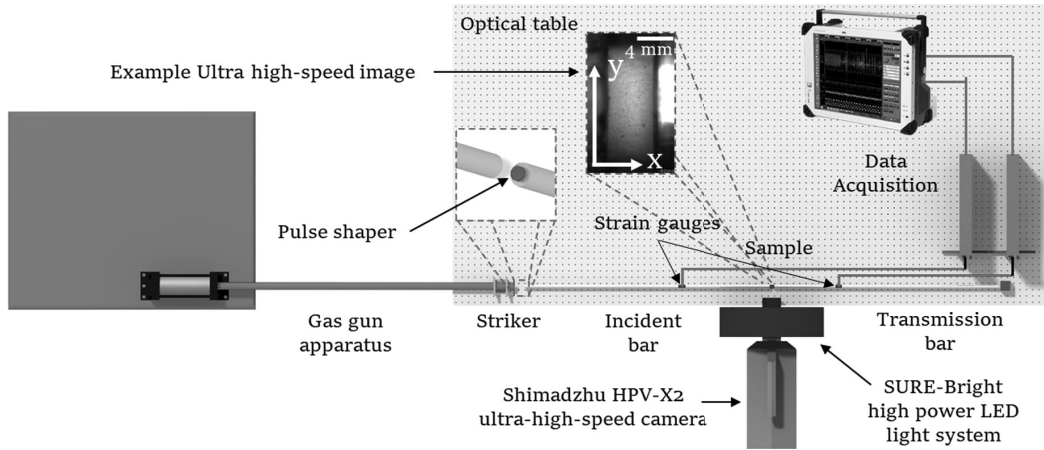 Optical table
4 mm
Example Ultra high-speed image
y
x
Data
Acquisition
Pulse shaper
Strain gauges
Sample
Gas gun
apparatus
Striker
Incident
bar
Transmission
bar
Shimadzhu HPV-X2
ultra-high-speed camera
SURE-Bright
high power LED
light system